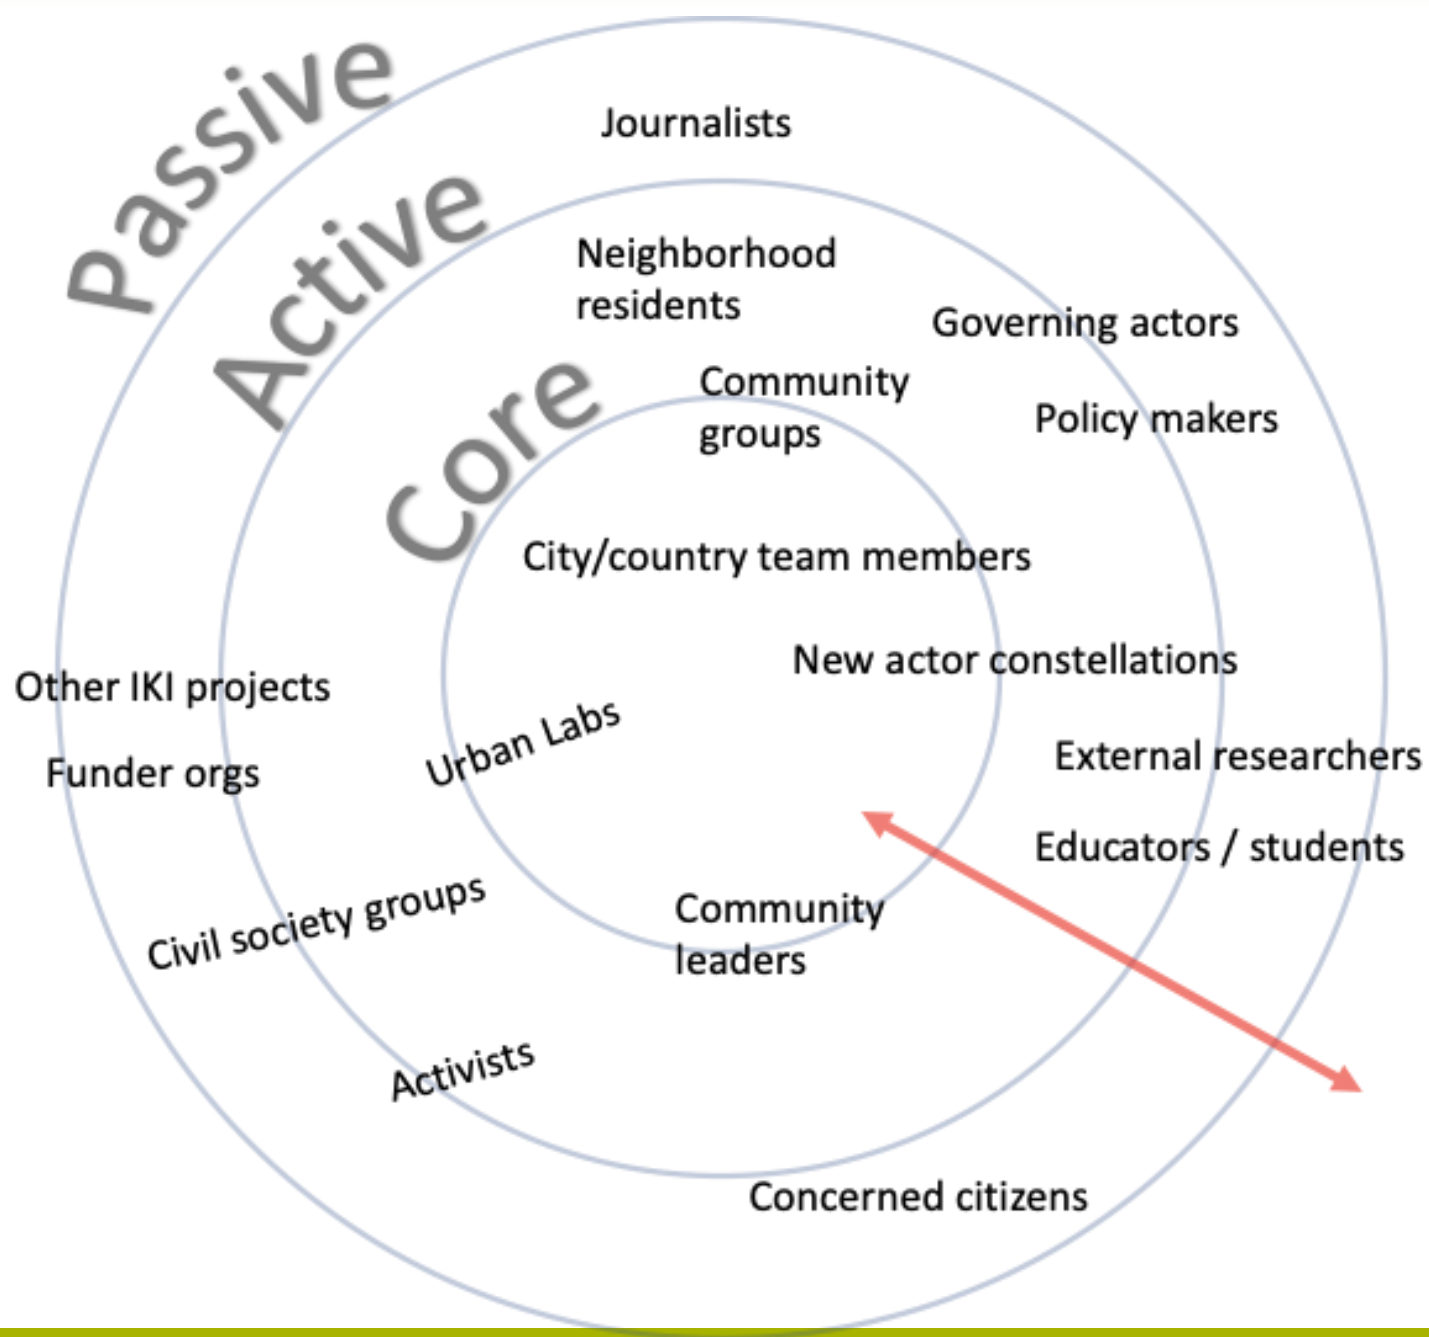 Passive
Journalists
Active
Neighborhood
residents
Governing actors
Core
Community
groups
Policy makers
City/country team members
New actor constellations
Other IKI projects
Urban Labs
External researchers
Funder orgs
Educators / students
Civil society groups
Community
leaders
Activists
Concerned citizens